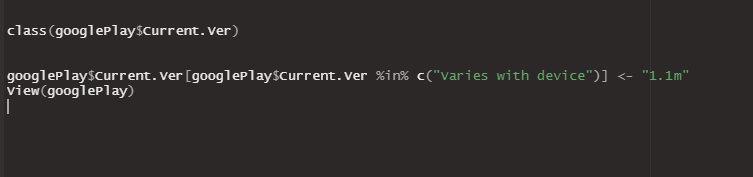 class(googlePlay$Current.Ver)
googlePlay$Current.Ver[googlePlay$Current.Ver %in% c("Varies with device")] <- "1.1m"
View(googlePlay)